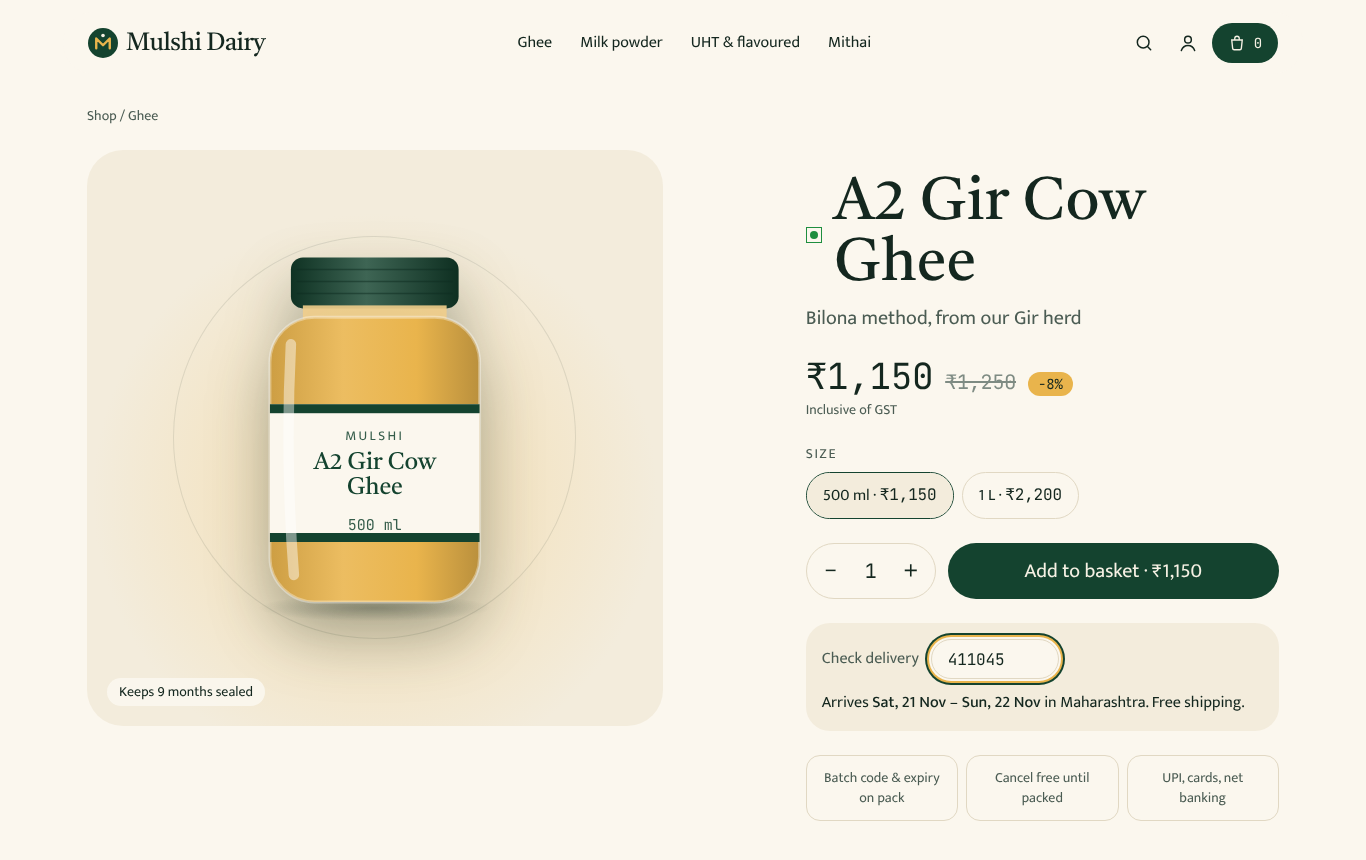 Mulshi Dairy
Ghee
Milk powder
UHT & flavoured
Mithai
0
Shop / Ghee
MULSHI
A2 Gir Cow
Ghee
500 ml
Keeps 9 months sealed
A2 Gir Cow
Ghee
Bilona method, from our Gir herd
₹1,150 ₹1,250 -8%
Inclusive of GST
SIZE
500 ml · ₹1,150
1 L · ₹2,200
− 1 +
Add to basket · ₹1,150
Check delivery 411045
Arrives Sat, 21 Nov – Sun, 22 Nov in Maharashtra. Free shipping.
Batch code & expiry
on pack
Cancel free until
packed
UPI, cards, net
banking